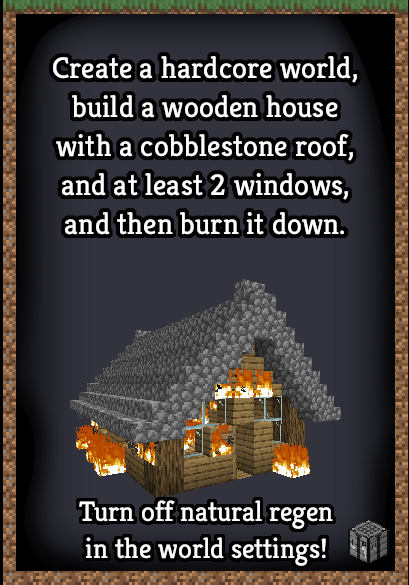 Create a hardcore world,
build a wooden house
with a cobblestone roof,
and at least 2 windows,
and then burn it down.
Turn off natural regen
in the world settings!